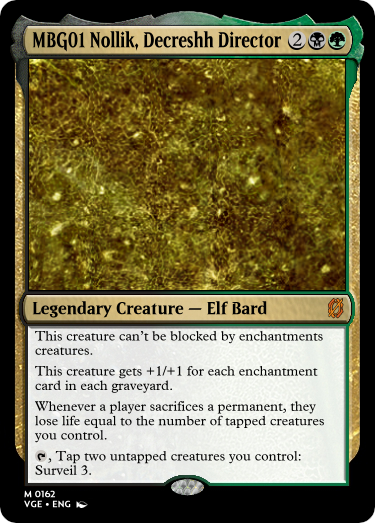 MBG01 Nollik, Decreshh Director 2
Legendary Creature — Elf Bard
This creature can't be blocked by enchantments
creatures.
This creature gets +1/+1 for each enchantment
card in each graveyard.
Whenever a player sacrifices a permanent, they
lose life equal to the number of tapped creatures
you control.
, Tap two untapped creatures you control:
Surveil 3.
M 0162
VGE • ENG